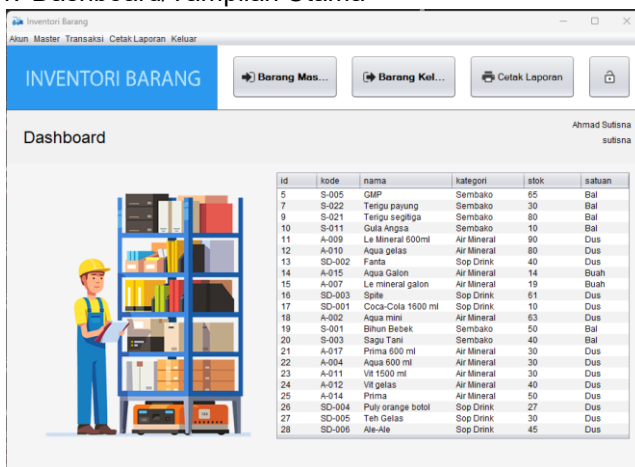 Dashboard/Tampilan Utama
Inventori Barang
Akun Master Transaksi Cetak Laporan Keluar
INVENTORI BARANG
Barang Mas...
Barang Kel...
Cetak Laporan
Ahmad Sutisna
Dashboard
sutisna
id kode nama kategori stok satuan
5 S-005 GMP Sembako 65 Bal
7 S-022 Terigu payung Sembako 30 Bal
9 S-021 Terigu segitiga Sembako 80 Bal
10 S-011 Gula Angsa Sembako 10 Bal
11 A-009 Le Mineral 600ml Air Mineral 90 Dus
12 A-010 Aqua gelas Air Mineral 80 Dus
13 SD-002 Fanta Sop Drink 40 Dus
14 A-015 Aqua Galon Air Mineral 14 Buah
15 A-007 Le mineral galon Air Mineral 19 Buah
16 SD-003 Spite Sop Drink 61 Dus
17 SD-001 Coca-Cola 1600 ml Sop Drink 10 Dus
18 A-002 Aqua mini Air Mineral 63 Dus
19 S-001 Bihun Bebek Sembako 50 Bal
20 S-003 Sagu Tani Sembako 40 Bal
21 A-017 Prima 600 ml Air Mineral 30 Dus
22 A-004 Aqua 600 ml Air Mineral 30 Dus
23 A-011 Vit 1500 ml Air Mineral 30 Dus
24 A-012 Vit gelas Air Mineral 40 Dus
25 A-014 Prima Air Mineral 50 Dus
26 SD-004 Puly orange botol Sop Drink 27 Dus
27 SD-005 Teh Gelas Sop Drink 30 Dus
28 SD-006 Ale-Ale Sop Drink 45 Dus